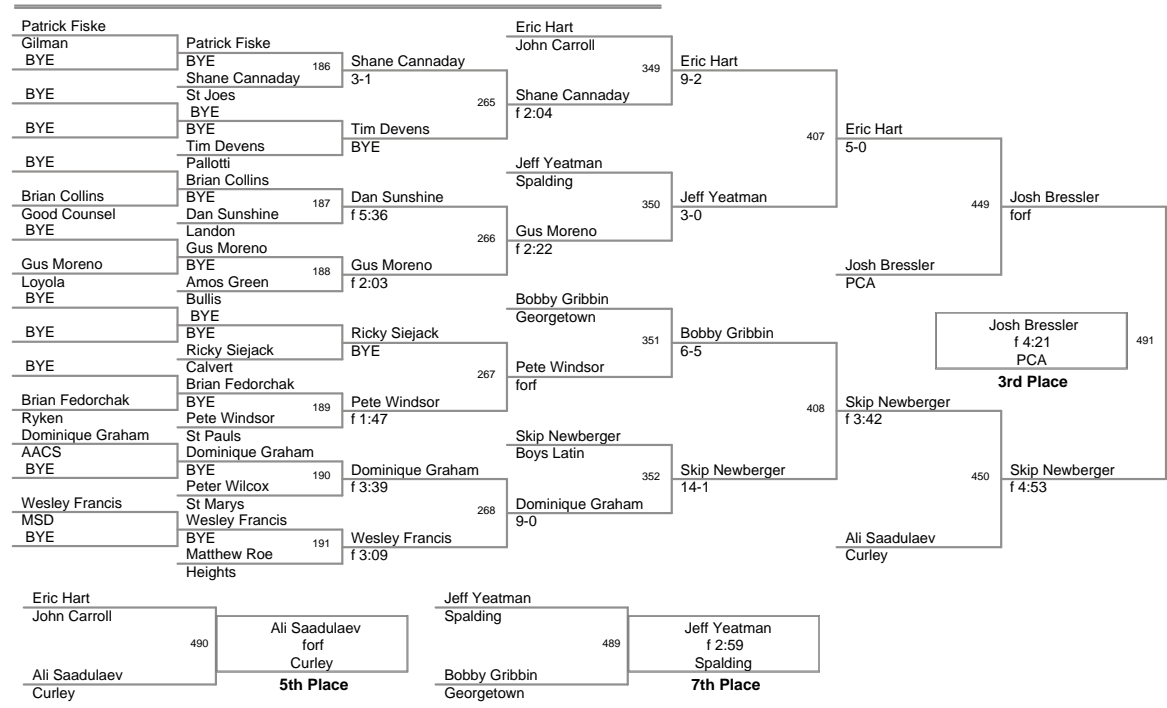 Patrick Fiske
Gilman
BYE
BYE
BYE
BYE
Brian Collins
Good Counsel
BYE
Gus Moreno
Loyola
BYE
BYE
BYE
Brian Fedorchak
Ryken
Dominique Graham
AACS
BYE
Wesley Francis
MSD
BYE
Patrick Fiske
BYE
186
Shane Cannaday
St Joes
BYE
BYE
Tim Devens
Pallotti
Brian Collins
BYE
187
Dan Sunshine
Landon
Gus Moreno
BYE
188
Amos Green
Bullis
BYE
BYE
Ricky Siejack
Calvert
Brian Fedorchak
BYE
189
Pete Windsor
St Pauls
Dominique Graham
BYE
190
Peter Wilcox
St Marys
Wesley Francis
BYE
191
Matthew Roe
Heights
Shane Cannaday
3-1
265
Tim Devens
BYE
Dan Sunshine
f 5:36
266
Gus Moreno
f 2:03
Ricky Siejack
BYE
267
Pete Windsor
f 1:47
Dominique Graham
f 3:39
268
Wesley Francis
f 3:09
Eric Hart
John Carroll
349
Shane Cannaday
f 2:04
Jeff Yeatman
Spalding
350
Gus Moreno
f 2:22
Bobby Gribbin
Georgetown
351
Pete Windsor
forf
Skip Newberger
Boys Latin
352
Dominique Graham
9-0
Eric Hart
9-2
407
Jeff Yeatman
3-0
Bobby Gribbin
6-5
408
Skip Newberger
14-1
Eric Hart
5-0
449
Josh Bressler
PCA
Skip Newberger
f 3:42
450
Ali Saadulaev
Curley
Josh Bressler
forf
Josh Bressler
f 4:21
PCA
491
3rd Place
Skip Newberger
f 4:53
Eric Hart
John Carroll
490
Ali Saadulaev
Curley
Ali Saadulaev
forf
Curley
5th Place
Jeff Yeatman
Spalding
489
Bobby Gribbin
Georgetown
Jeff Yeatman
f 2:59
Spalding
7th Place